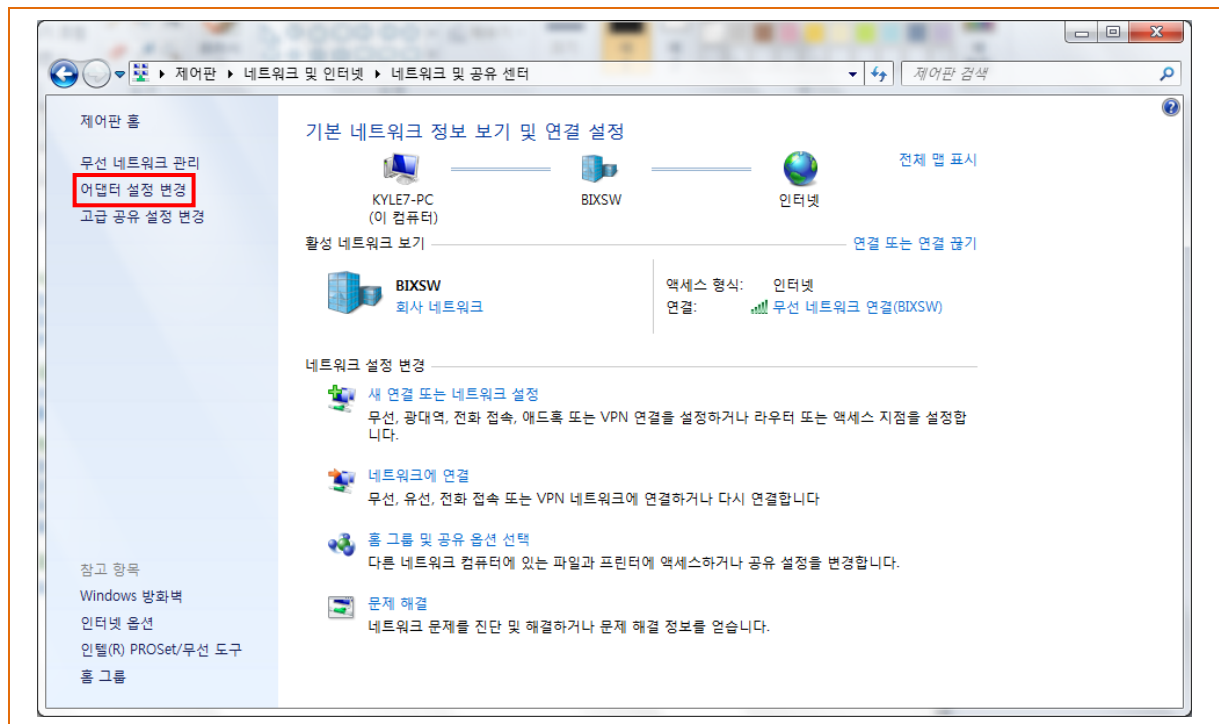 제어판 ▸ 네트워크 및 인터넷 ▸ 네트워크 및 공유 센터
제어판 검색
제어판 홈
무선 네트워크 관리
어댑터 설정 변경
고급 공유 설정 변경
기본 네트워크 정보 보기 및 연결 설정
전체 맵 표시
KYLE7-PC
(이 컴퓨터)
BIXSW
인터넷
활성 네트워크 보기
연결 또는 연결 끊기
BIXSW
회사 네트워크
액세스 형식: 인터넷
연결: 무선 네트워크 연결(BIXSW)
네트워크 설정 변경
새 연결 또는 네트워크 설정
무선, 광대역, 전화 접속, 애드혹 또는 VPN 연결을 설정하거나 라우터 또는 액세스 지점을 설정합
니다.
네트워크에 연결
무선, 유선, 전화 접속 또는 VPN 네트워크에 연결하거나 다시 연결합니다
홈 그룹 및 공유 옵션 선택
다른 네트워크 컴퓨터에 있는 파일과 프린터에 액세스하거나 공유 설정을 변경합니다.
문제 해결
네트워크 문제를 진단 및 해결하거나 문제 해결 정보를 얻습니다.
참고 항목
Windows 방화벽
인터넷 옵션
인텔(R) PROSet/무선 도구
홈 그룹